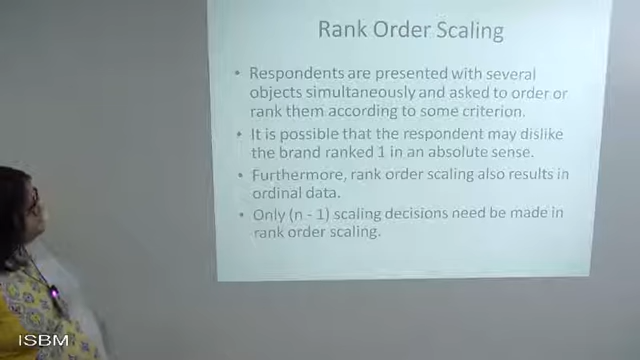 Rank Order Scaling
• Respondents are presented with several
objects simultaneously and asked to order or
rank them according to some criterion.
• It is possible that the respondent may dislike
the brand ranked 1 in an absolute sense.
• Furthermore, rank order scaling also results in
ordinal data.
• Only (n - 1) scaling decisions need be made in
rank order scaling.
ISBM